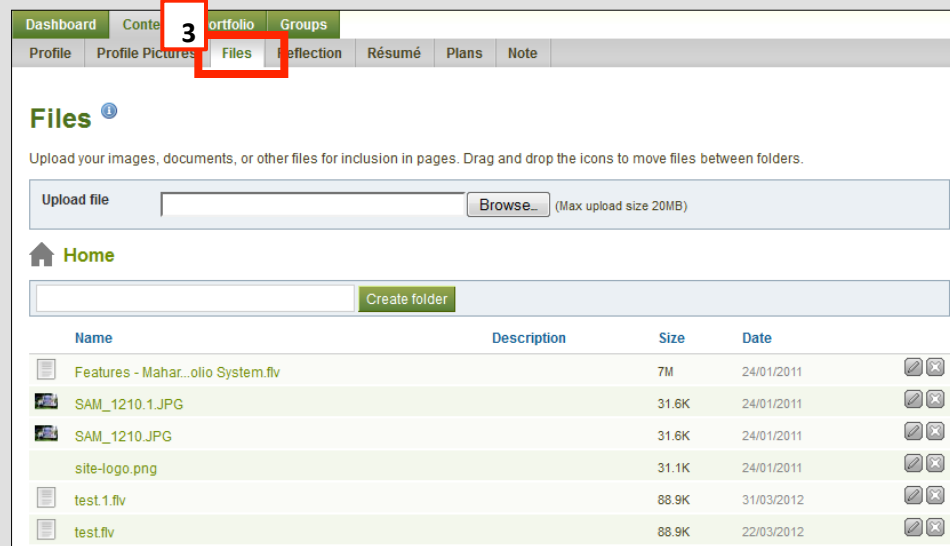 Dashboard Conte 3 ortfolio Groups
Profile Profile Pictures Files Reflection Résumé Plans Note
Files
Upload your images, documents, or other files for inclusion in pages. Drag and drop the icons to move files between folders.
Upload file Browse... (Max upload size 20MB)
Home
Create folder
Name Description Size Date
Features - Mahar...olio System.flv 7M 24/01/2011
SAM_1210.1.JPG 31.6K 24/01/2011
SAM_1210.JPG 31.6K 24/01/2011
site-logo.png 31.1K 24/01/2011
test.1.flv 88.9K 31/03/2012
test.flv 88.9K 22/03/2012